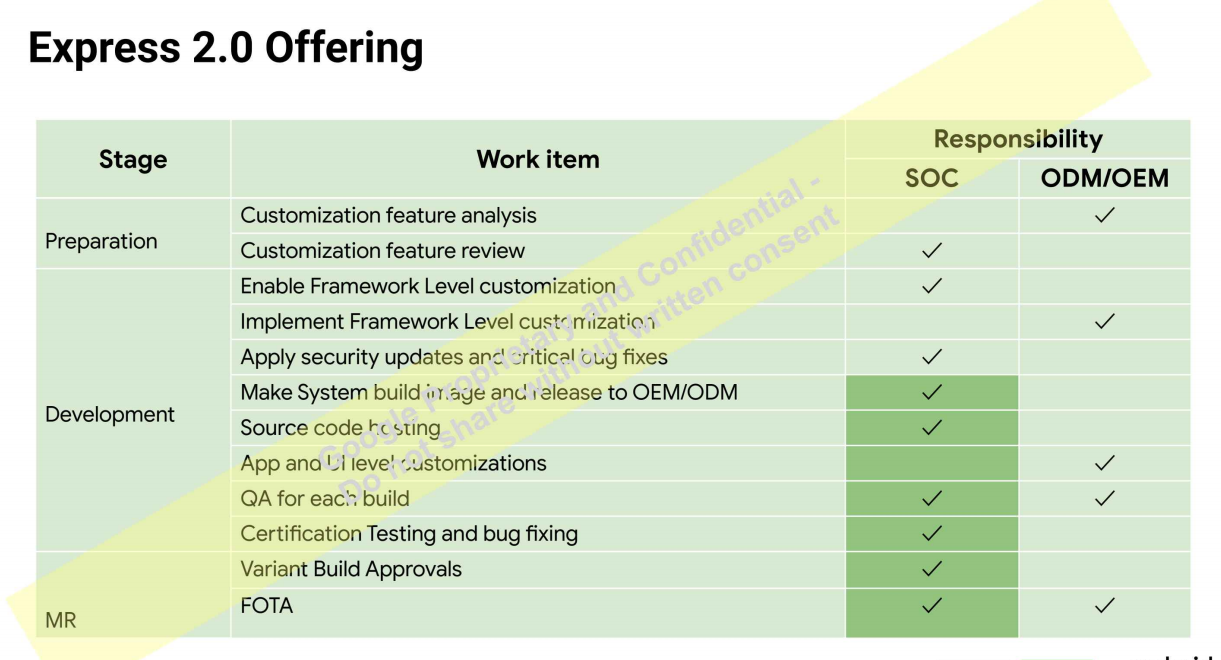 Express 2.0 Offering
Stage
Work item
Responsibility
SOC
ODM/OEM
Preparation
Customization feature analysis ✓
Customization feature review ✓
Development
Enable Framework Level customization ✓
Implement Framework Level customization ✓
Apply security updates and critical bug fixes ✓
Make System build image and release to OEM/ODM ✓
Source code hosting ✓
App and UI level customizations ✓
QA for each build ✓ ✓
Certification Testing and bug fixing ✓
MR
Variant Build Approvals ✓
FOTA ✓ ✓
Google Proprietary and Confidential -
Do not share without written consent